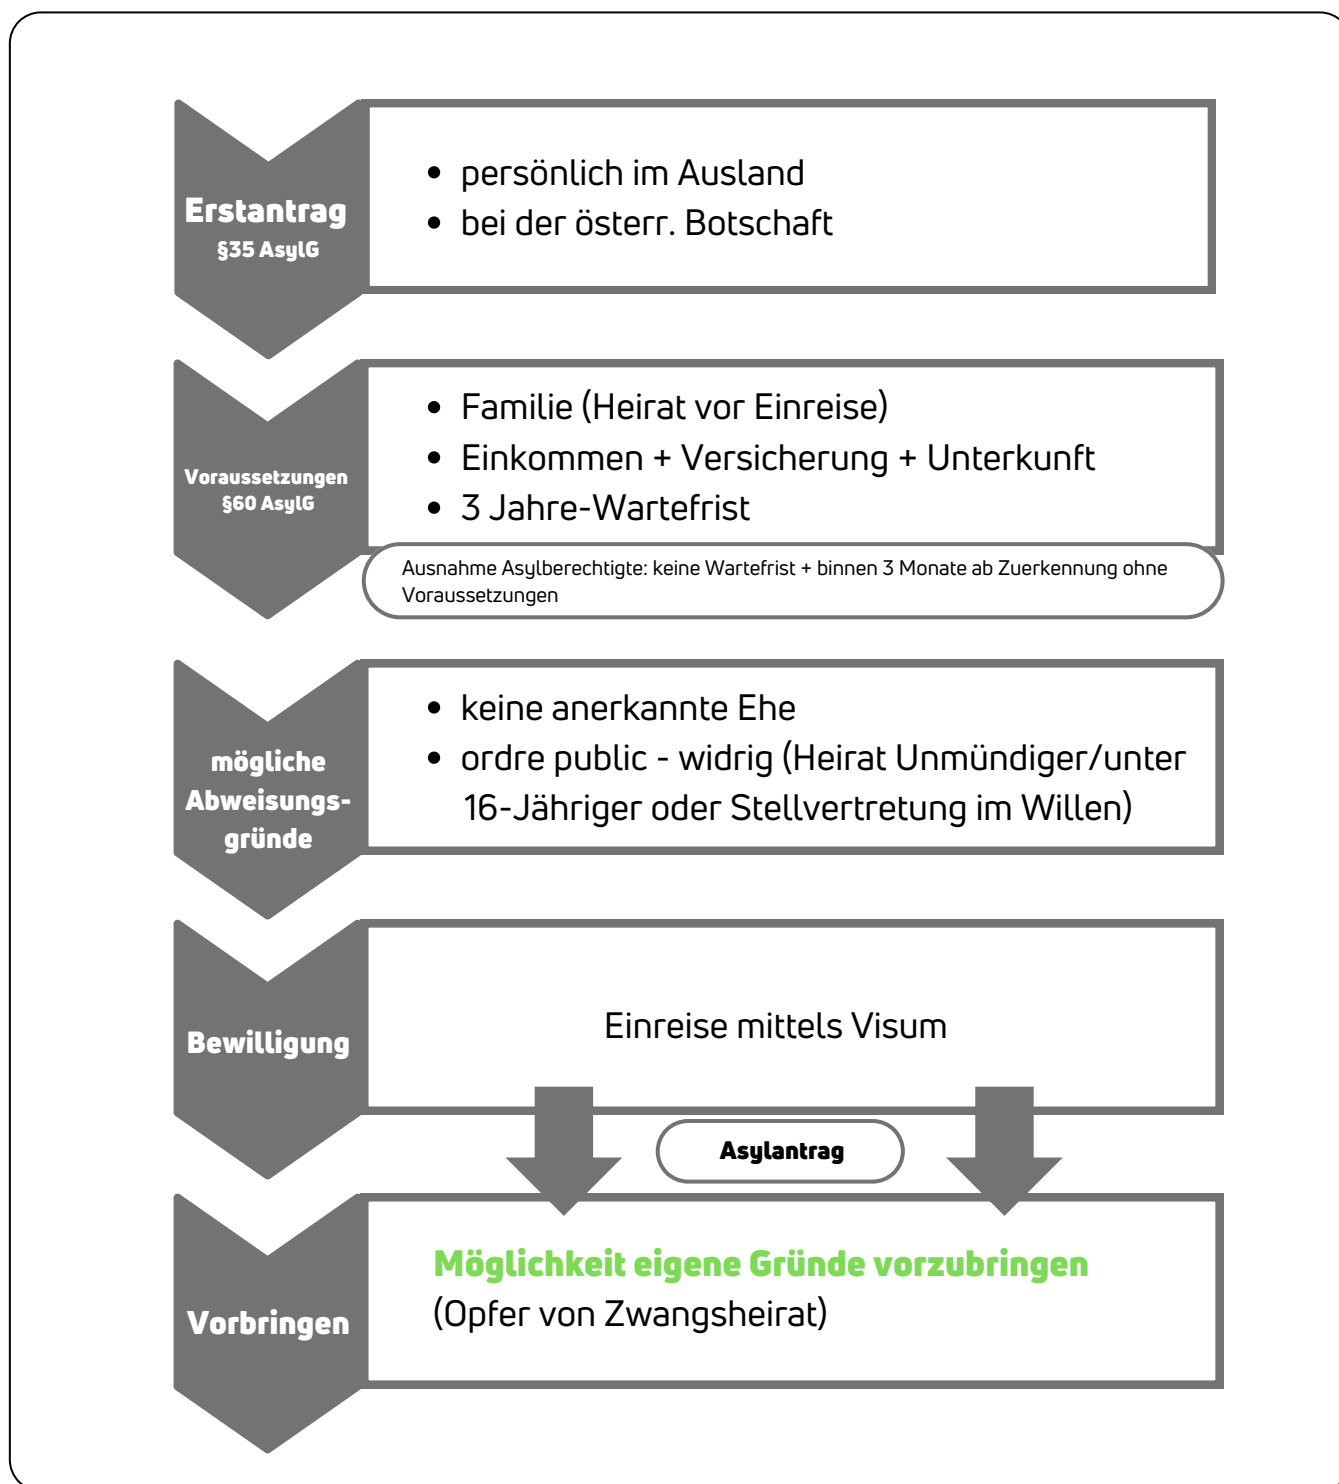 Erstantrag
§35 AsylG
• persönlich im Ausland
• bei der österr. Botschaft
Voraussetzungen
§60 AsylG
• Familie (Heirat vor Einreise)
• Einkommen + Versicherung + Unterkunft
• 3 Jahre-Wartefrist
Ausnahme Asylberechtigte: keine Wartefrist + binnen 3 Monate ab Zuerkennung ohne
Voraussetzungen
mögliche
Abweisungs-
gründe
• keine anerkannte Ehe
• ordre public - widrig (Heirat Unmündiger/unter
16-Jähriger oder Stellvertretung im Willen)
Bewilligung
Einreise mittels Visum
Asylantrag
Vorbringen
Möglichkeit eigene Gründe vorzubringen
(Opfer von Zwangsheirat)